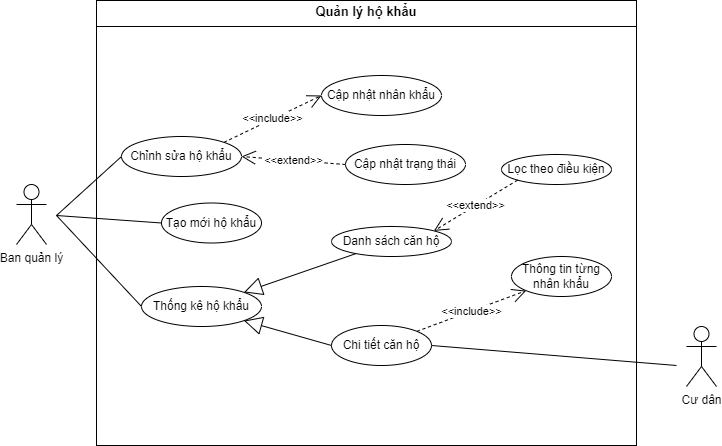 Quản lý hộ khẩu
Cập nhật nhân khẩu
<<include>>
Chỉnh sửa hộ khẩu
<<extend>>
Cập nhật trạng thái
Lọc theo điều kiện
<<extend>>
Tạo mới hộ khẩu
Danh sách căn hộ
Ban quản lý
Thông tin từng
nhân khẩu
Thống kê hộ khẩu
<<include>>
Chi tiết căn hộ
Cư dân